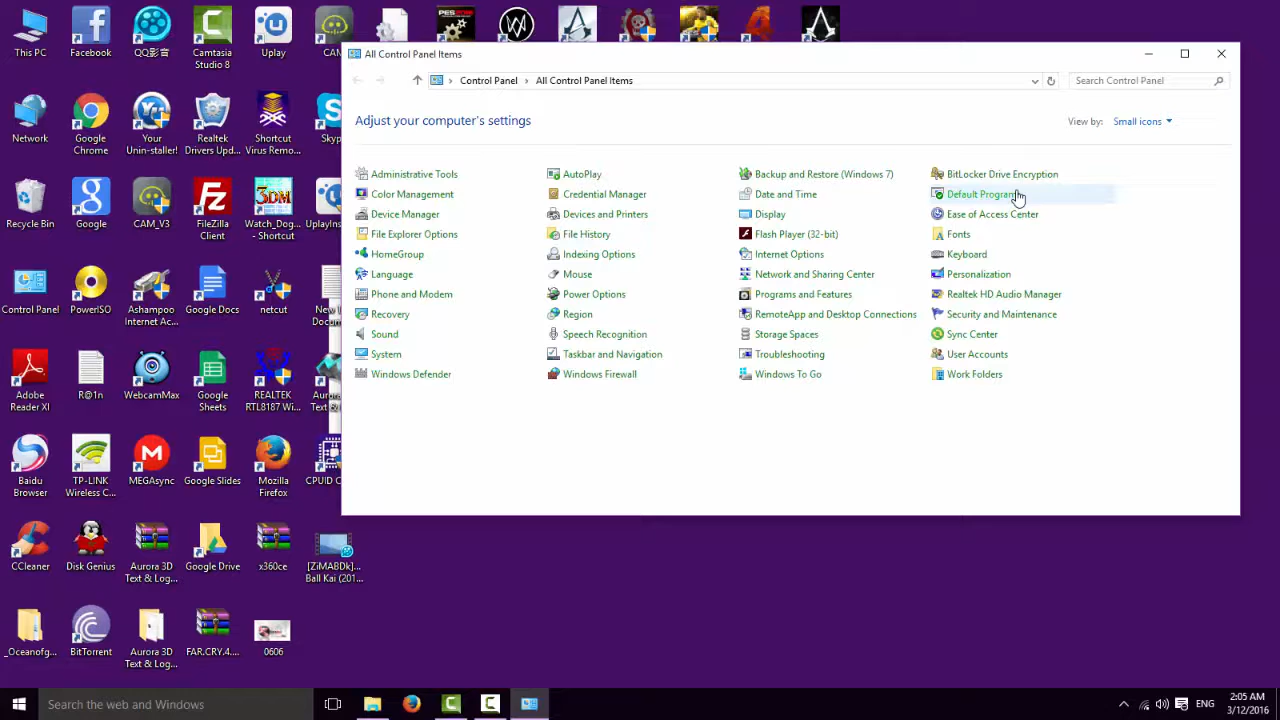 This PC
Facebook
QQ影音
Camtasia
Studio 8
Uplay
Network
Google
Chrome
Your
Unin-staller!
Realtek
Drivers Upd...
Shortcut
Virus Remo...
Recycle Bin
Google
CAM_V3
FileZilla
Client
Watch_Dog...
- Shortcut
Control Panel
PowerISO
Ashampoo
Internet Ac...
Google Docs
netcut
Adobe
Reader XI
R@1n
WebcamMax
Google
Sheets
REALTEK
RTL8187 Wi...
Baidu
Browser
TP-LINK
Wireless C...
MEGAsync
Google Slides
Mozilla
Firefox
CCleaner
Disk Genius
Aurora 3D
Text & Log...
Google Drive
x360ce
[ZiMABDk]...
Ball Kai (201...
_Oceanofg...
BitTorrent
Aurora 3D
Text & Log...
FAR.CRY.4....
0606
All Control Panel Items
Control Panel › All Control Panel Items
Search Control Panel
Adjust your computer's settings
View by: Small icons
Administrative Tools
AutoPlay
Backup and Restore (Windows 7)
BitLocker Drive Encryption
Color Management
Credential Manager
Date and Time
Default Program
Device Manager
Devices and Printers
Display
Ease of Access Center
File Explorer Options
File History
Flash Player (32-bit)
Fonts
HomeGroup
Indexing Options
Internet Options
Keyboard
Language
Mouse
Network and Sharing Center
Personalization
Phone and Modem
Power Options
Programs and Features
Realtek HD Audio Manager
Recovery
Region
RemoteApp and Desktop Connections
Security and Maintenance
Sound
Speech Recognition
Storage Spaces
Sync Center
System
Taskbar and Navigation
Troubleshooting
User Accounts
Windows Defender
Windows Firewall
Windows To Go
Work Folders
Search the web and Windows
ENG
2:05 AM
3/12/2016